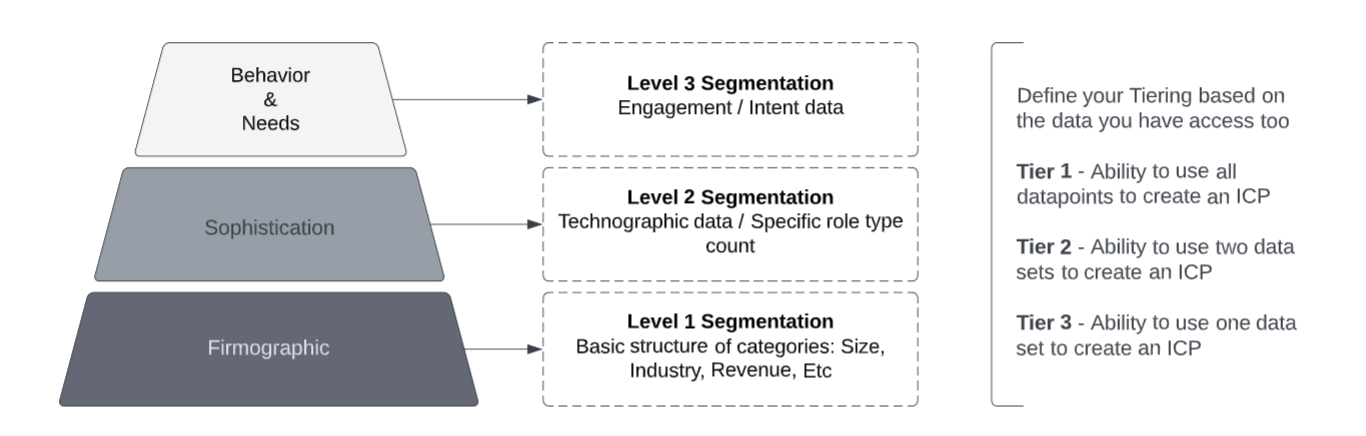 Behavior
&
Needs
Level 3 Segmentation
Engagement / Intent data
Sophistication
Level 2 Segmentation
Technographic data / Specific role type
count
Firmographic
Level 1 Segmentation
Basic structure of categories: Size,
Industry, Revenue, Etc
Define your Tiering based on
the data you have access too
Tier 1 - Ability to use all
datapoints to create an ICP
Tier 2 - Ability to use two data
sets to create an ICP
Tier 3 - Ability to use one data
set to create an ICP